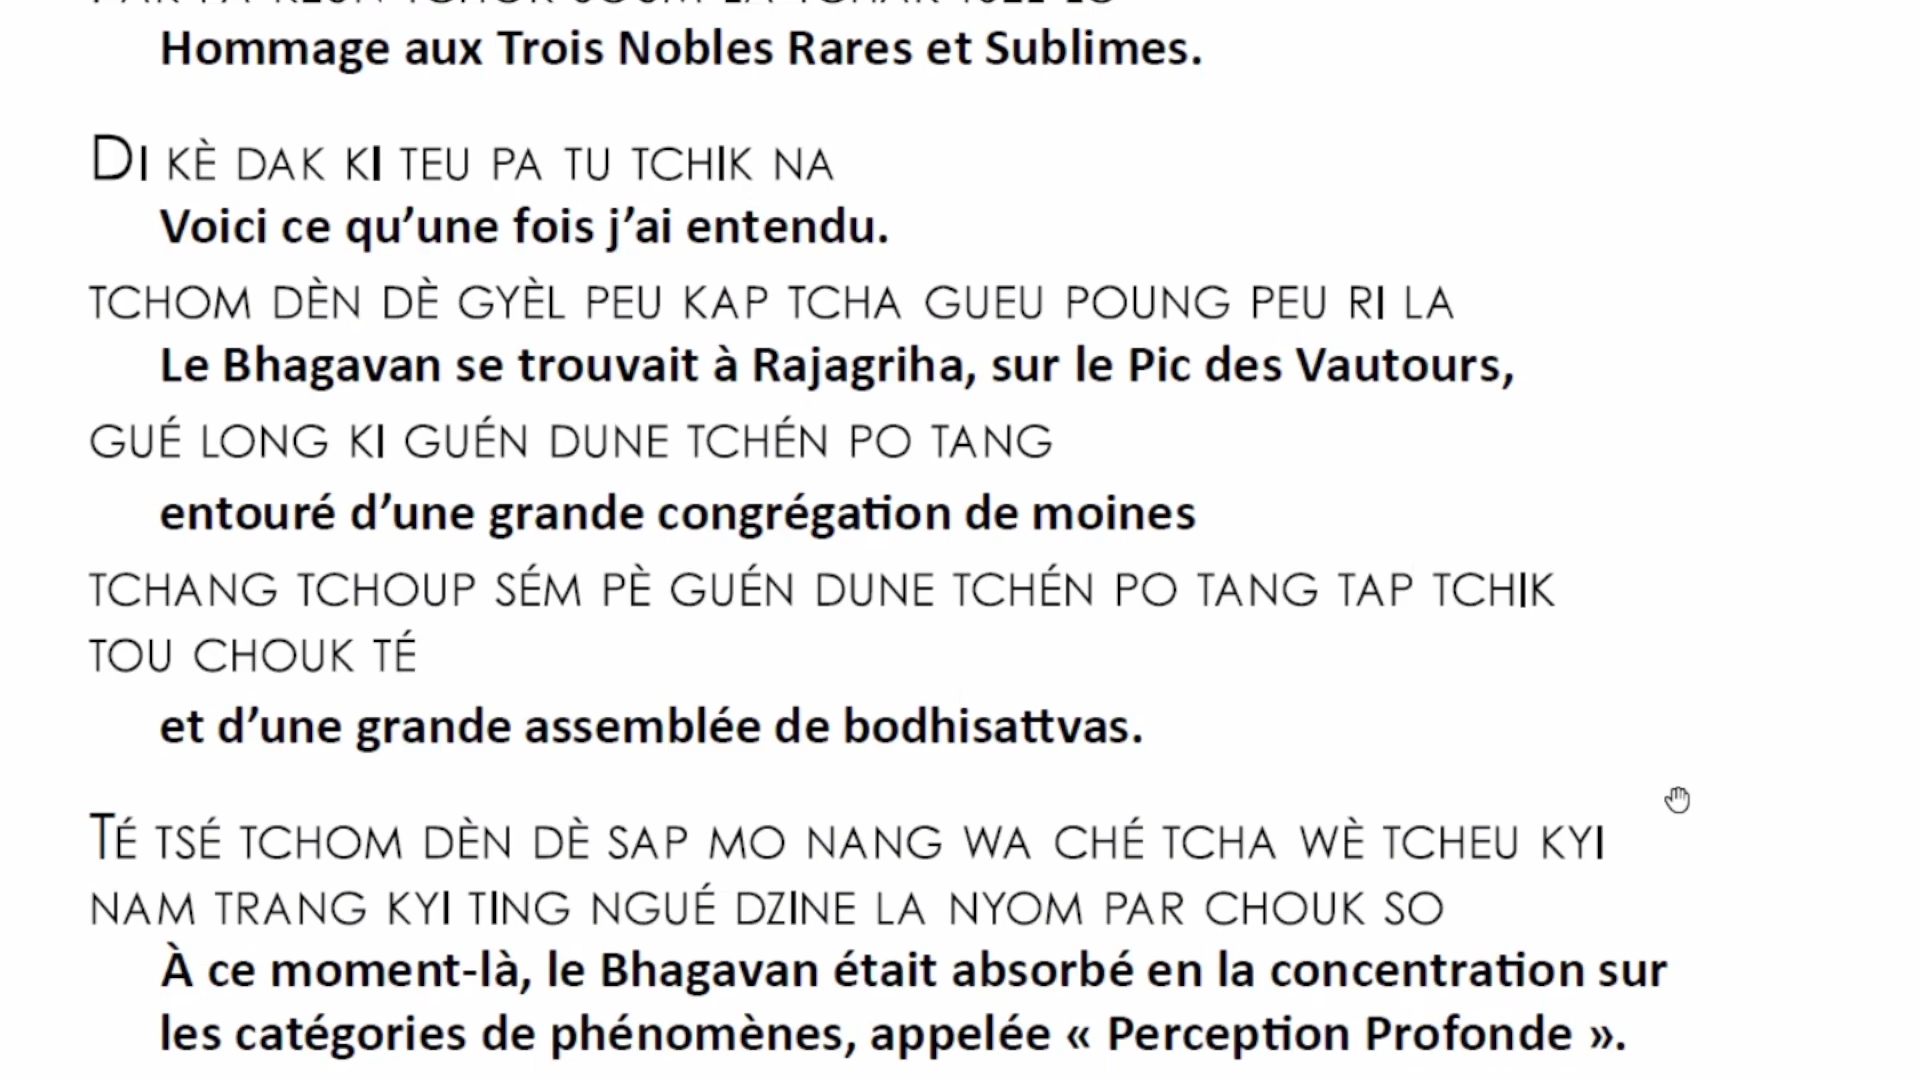 Hommage aux Trois Nobles Rares et Sublimes.
DI KÈ DAK KI TEU PA TU TCHIK NA
Voici ce qu’une fois j’ai entendu.
TCHOM DÈN DÈ GYÈL PEU KAP TCHA GUEU POUNG PEU RI LA
Le Bhagavan se trouvait à Rajagriha, sur le Pic des Vautours,
GUÉ LONG KI GUÉN DUNE TCHÉN PO TANG
entouré d’une grande congrégation de moines
TCHANG TCHOUP SÉM PÈ GUÉN DUNE TCHÉN PO TANG TAP TCHIK
TOU CHOUK TÉ
et d’une grande assemblée de bodhisattvas.
TÉ TSÉ TCHOM DÈN DÈ SAP MO NANG WA CHÉ TCHA WÈ TCHEU KYI
NAM TRANG KYI TING NGUÉ DZINE LA NYOM PAR CHOUK SO
À ce moment-là, le Bhagavan était absorbé en la concentration sur
les catégories de phénomènes, appelée « Perception Profonde ».